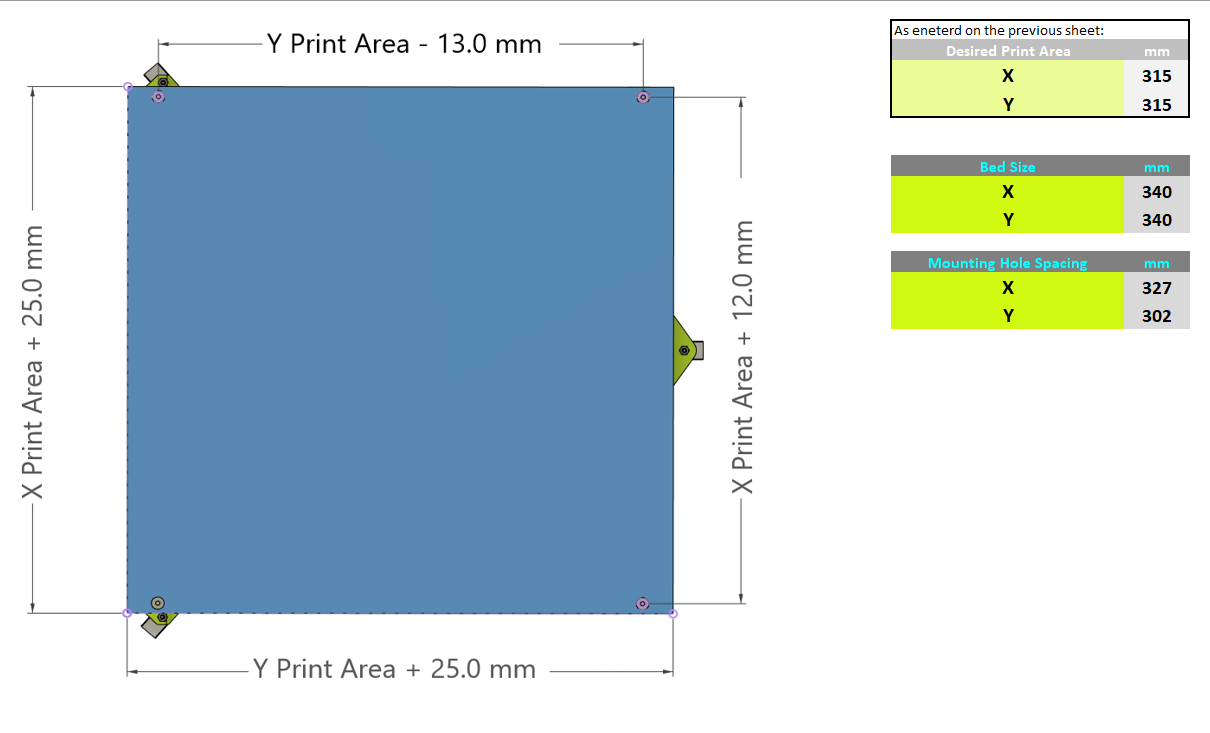 Y Print Area - 13.0 mm
X Print Area + 25.0 mm
X Print Area + 12.0 mm
Y Print Area + 25.0 mm
As eneterd on the previous sheet:
Desired Print Area mm
X 315
Y 315
Bed Size mm
X 340
Y 340
Mounting Hole Spacing mm
X 327
Y 302